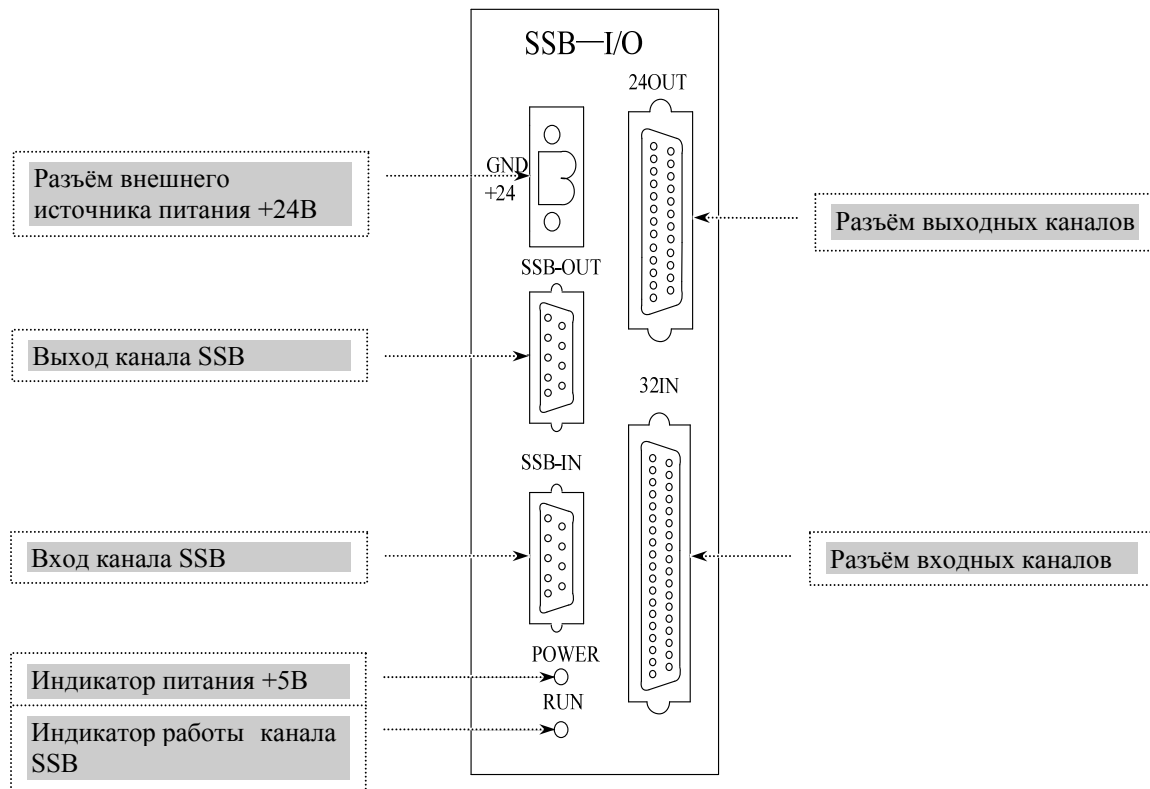 SSB—I/O
24OUT
GND
+24
Разъём внешнего
источника питания +24В
Разъём выходных каналов
SSB-OUT
Выход канала SSB
32IN
SSB-IN
Вход канала SSB
Разъём входных каналов
POWER
Индикатор питания +5В
RUN
Индикатор работы канала
SSB